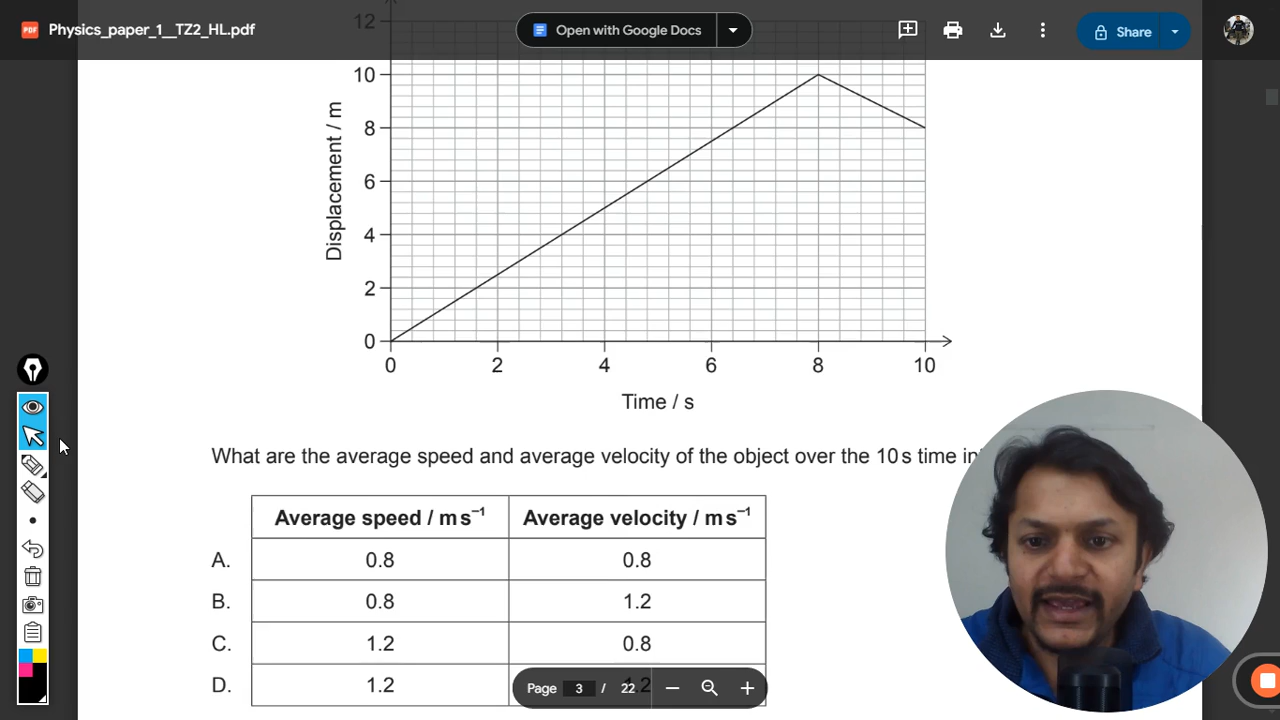 Physics_paper_1__TZ2_HL.pdf
Open with Google Docs
Share
12
10
8
6
4
2
0
Displacement / m
0 2 4 6 8 10
Time / s
What are the average speed and average velocity of the object over the 10 s time
Average speed / m s⁻¹ Average velocity / m s⁻¹
A. 0.8 0.8
B. 0.8 1.2
C. 1.2 0.8
D. 1.2
Page 3 / 22